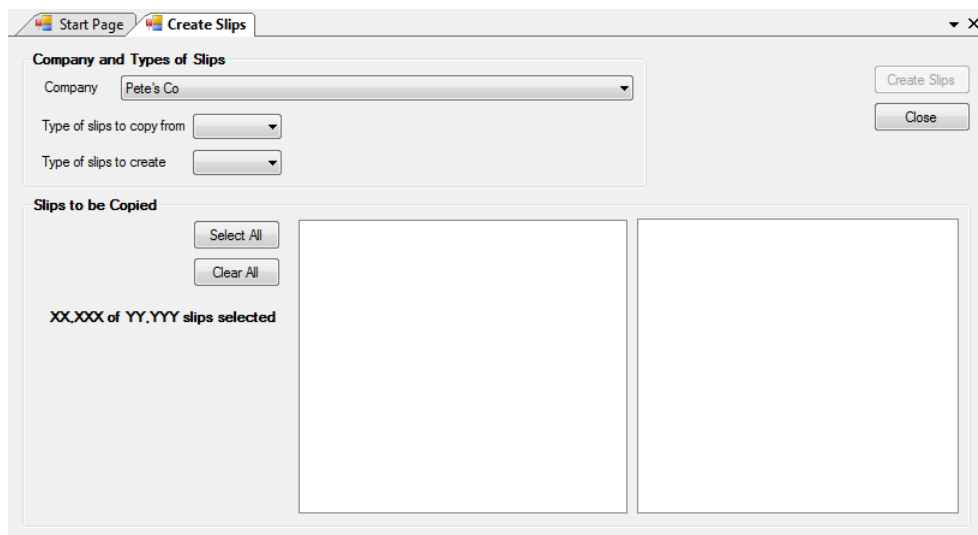 Start Page
Create Slips
Company and Types of Slips
Company
Pete's Co
Create Slips
Close
Type of slips to copy from
Type of slips to create
Slips to be Copied
Select All
Clear All
XX,XXX of YY,YYY slips selected